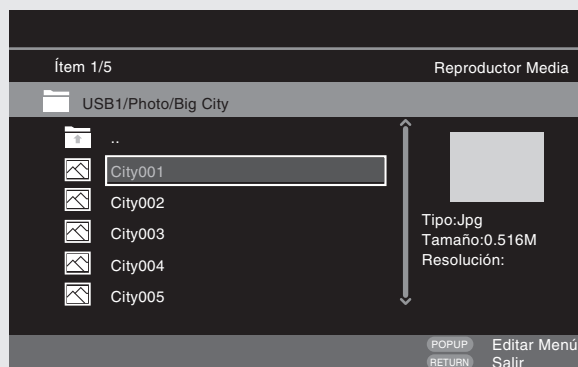 Ítem 1/5
Reproductor Media
USB1/Photo/Big City
..
City001
City002
City003
City004
City005
Tipo:Jpg
Tamaño:0.516M
Resolución:
POPUP Editar Menú
RETURN Salir